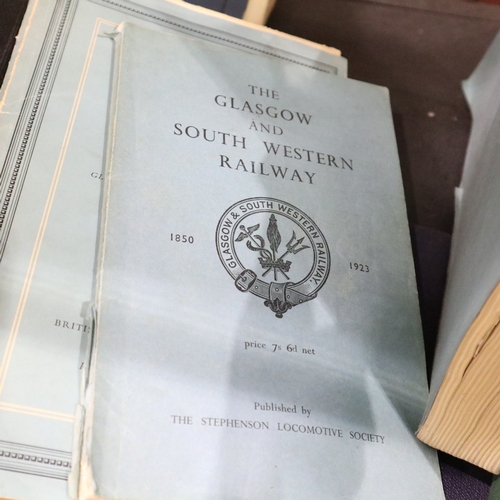 THE
GLASGOW
AND
SOUTH WESTERN
RAILWAY
GLASGOW & SOUTH WESTERN RAILWAY.
1850
1923
price 7s 6d net
Published by
THE STEPHENSON LOCOMOTIVE SOCIETY